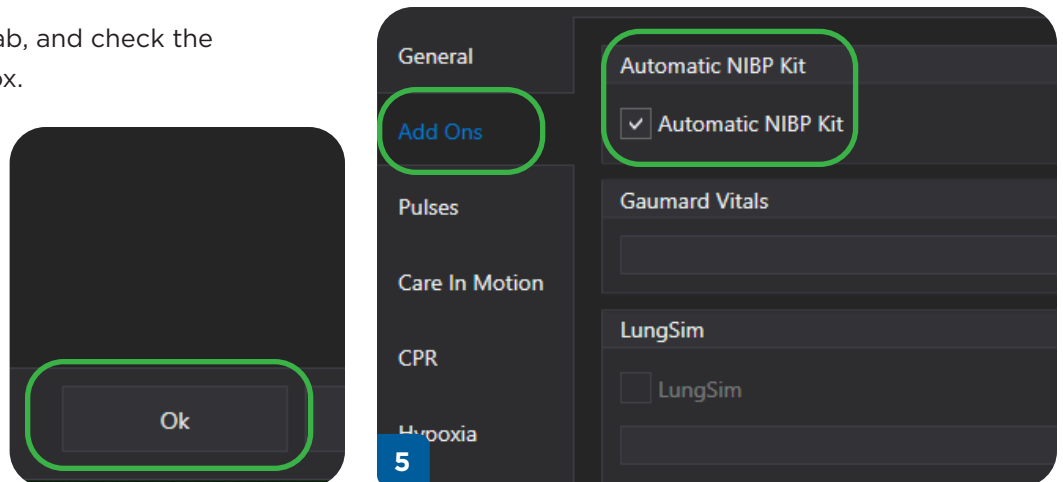 ab, and check the
ox.
Ok
General
Add Ons
Pulses
Care In Motion
CPR
Hypoxia
5
Automatic NIBP Kit
Automatic NIBP Kit
Gaumard Vitals
LungSim
LungSim